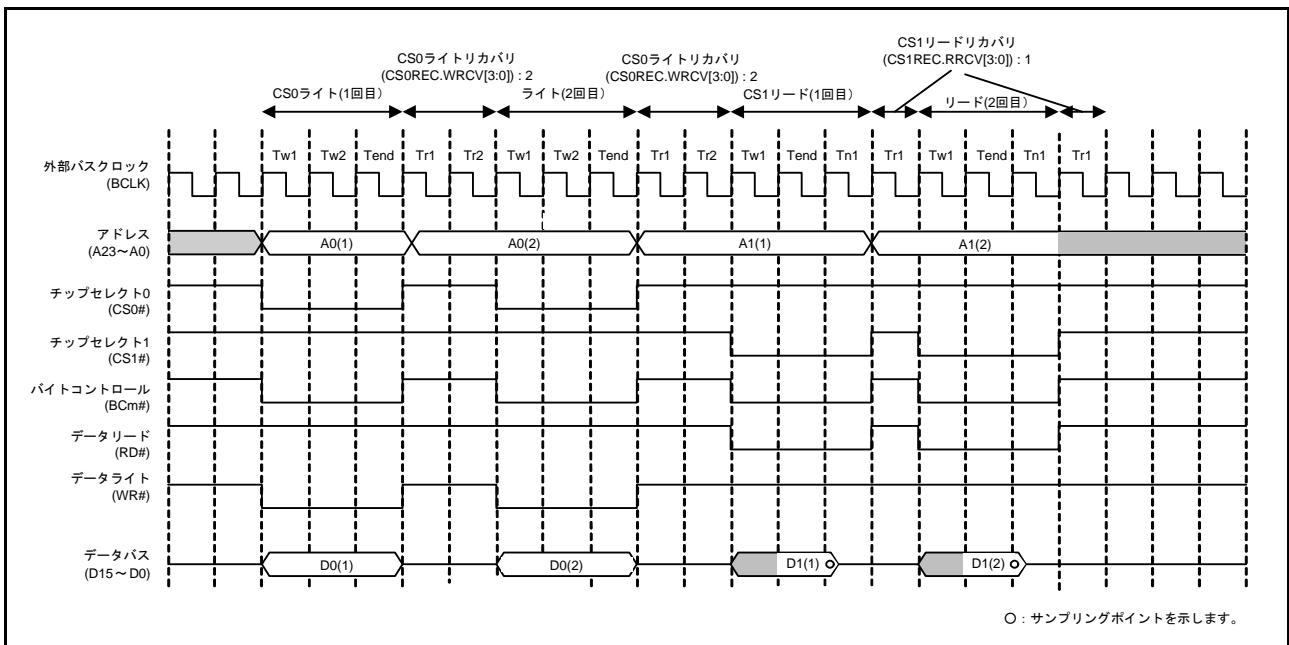 CS1リードリカバリ
(CS1REC.RRCV[3:0]) : 1
CS0ライトリカバリ
(CS0REC.WRCV[3:0]) : 2
CS0ライトリカバリ
(CS0REC.WRCV[3:0]) : 2
CS0ライト(1回目) ライト(2回目) CS1リード(1回目) リード(2回目)
Tw1 Tw2 Tend Tr1 Tr2 Tw1 Tw2 Tend Tr1 Tr2 Tw1 Tend Tn1 Tr1 Tw1 Tend Tn1 Tr1
外部バスクロック
(BCLK)
アドレス
(A23～A0)
A0(1) A0(2) A1(1) A1(2)
チップセレクト0
(CS0#)
チップセレクト1
(CS1#)
バイトコントロール
(BCm#)
データリード
(RD#)
データライト
(WR#)
データバス
(D15～D0)
D0(1) D0(2) D1(1) D1(2)
○ : サンプリングポイントを示します。